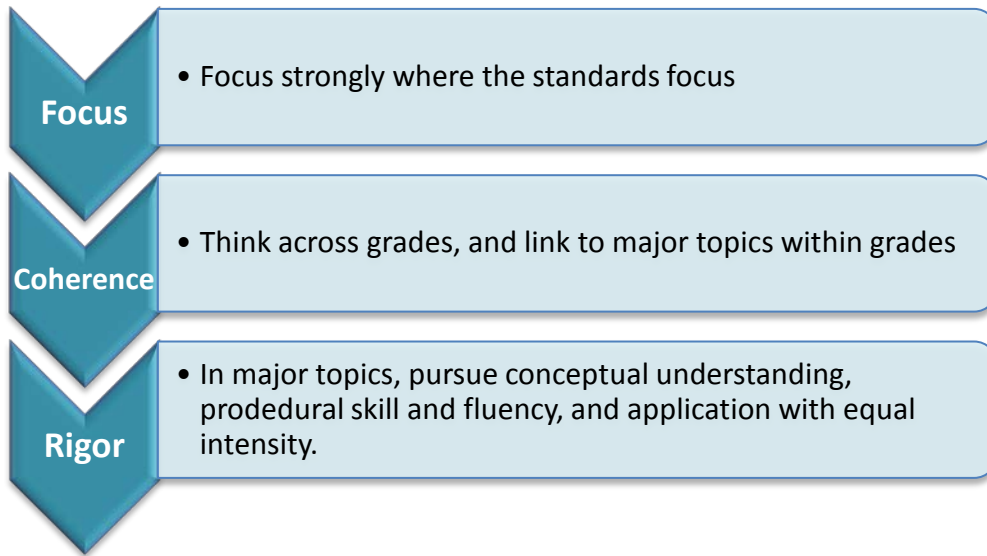 Focus
• Focus strongly where the standards focus
Coherence
• Think across grades, and link to major topics within grades
Rigor
• In major topics, pursue conceptual understanding,
prodedural skill and fluency, and application with equal
intensity.